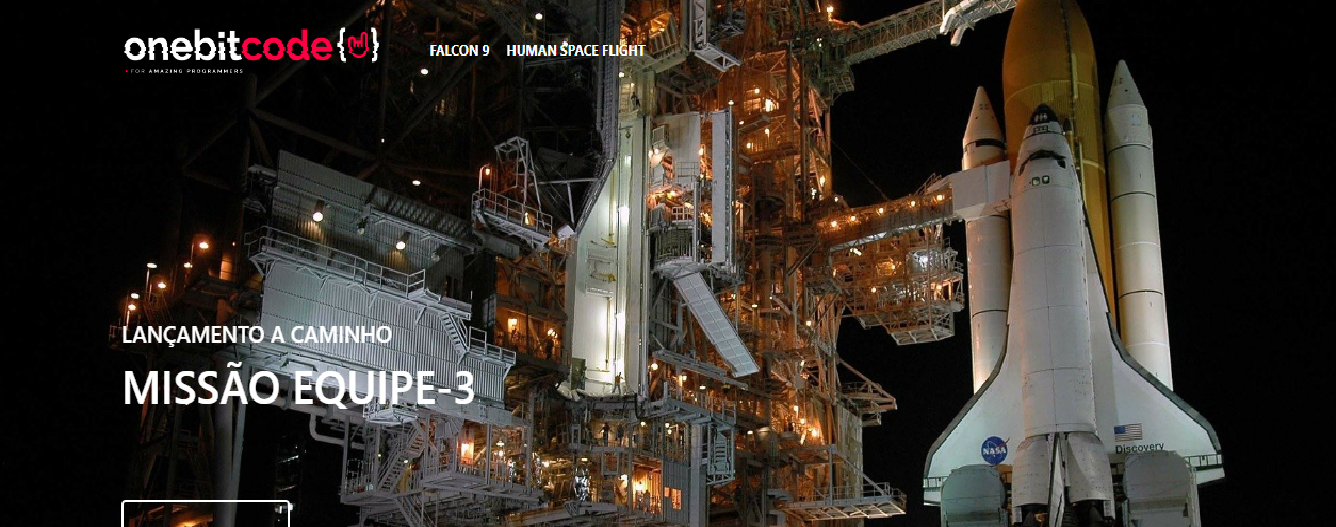 onebitcode{}
FOR AMAZING PROGRAMMERS
FALCON 9 HUMAN SPACE FLIGHT
LANÇAMENTO A CAMINHO
MISSÃO EQUIPE-3
NASA
Discovery